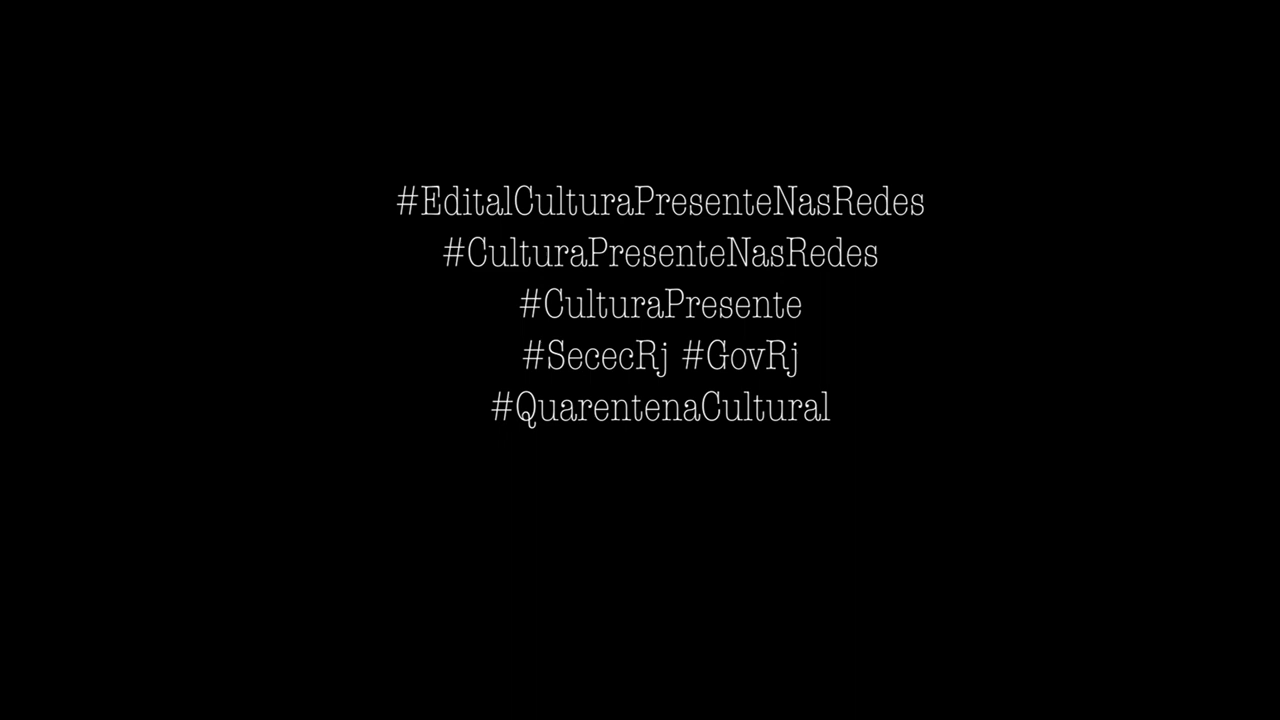 #EditalCulturaPresenteNasRedes
#CulturaPresenteNasRedes
#CulturaPresente
#SececRj #GovRj
#QuarentenaCultural